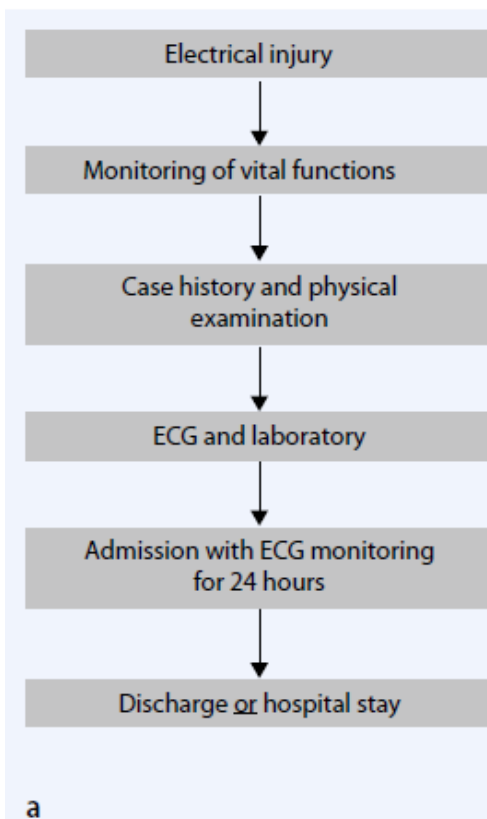 Electrical injury
Monitoring of vital functions
Case history and physical
examination
ECG and laboratory
Admission with ECG monitoring
for 24 hours
Discharge or hospital stay
a